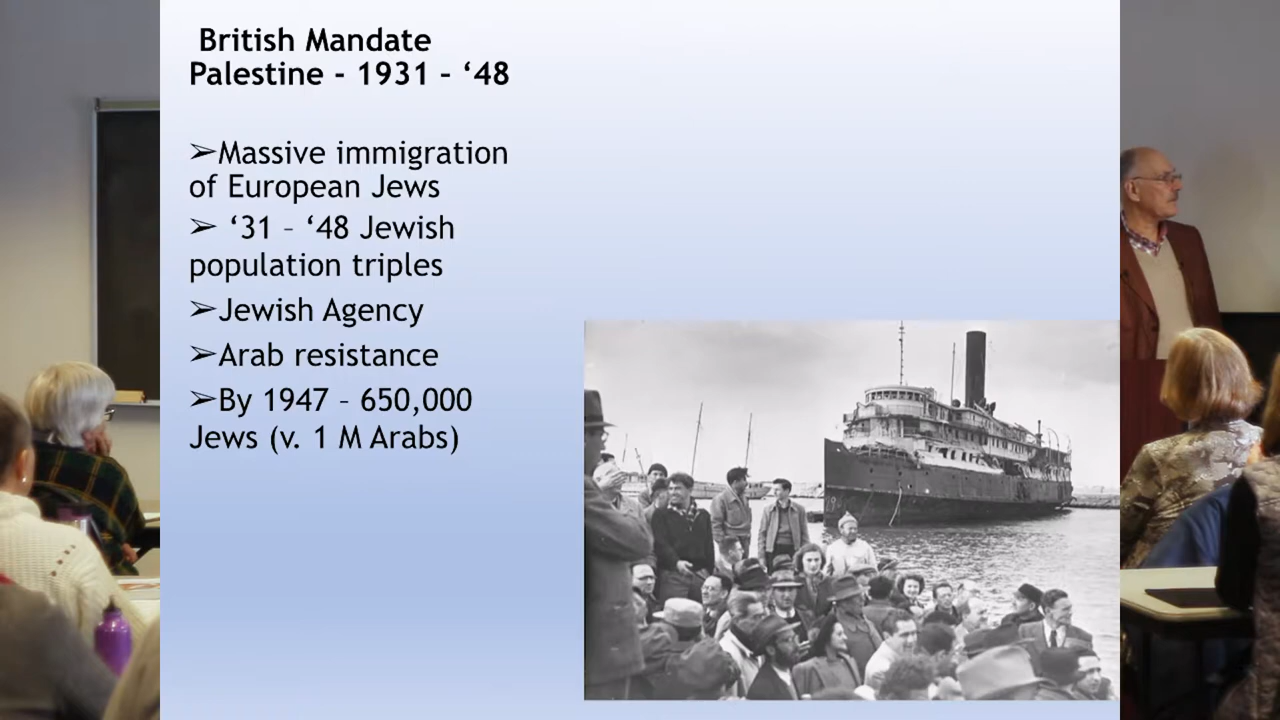 British Mandate
Palestine - 1931 – ‘48
➢Massive immigration
of European Jews
➢ ‘31 – ‘48 Jewish
population triples
➢Jewish Agency
➢Arab resistance
➢By 1947 – 650,000
Jews (v. 1 M Arabs)